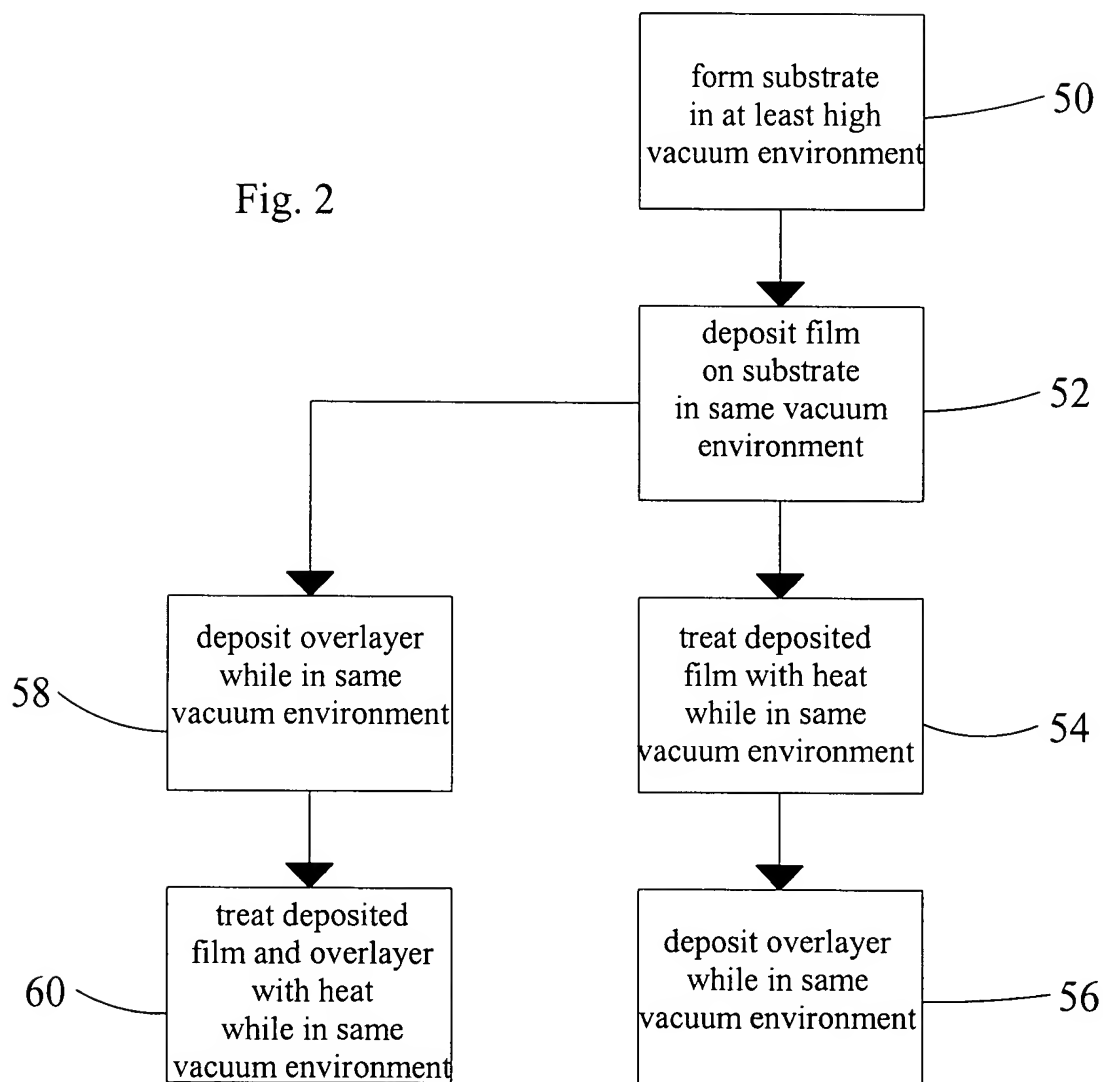 form substrate
in at least high
vacuum environment
50
Fig. 2
deposit film
on substrate
in same vacuum
environment
52
deposit overlayer
while in same
vacuum environment
58
treat deposited
film with heat
while in same
vacuum environment
54
treat deposited
film and overlayer
with heat
while in same
vacuum environment
60
deposit overlayer
while in same
vacuum environment
56